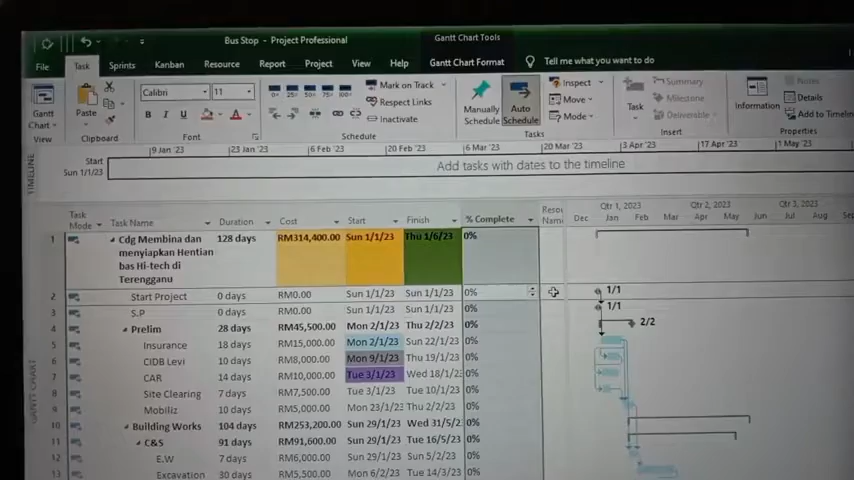 Bus Stop - Project Professional
Gantt Chart Tools
File Task Sprints Kanban Resource Report Project View Help Gantt Chart Format Tell me what you want to do
Gantt Chart
View
Paste
Clipboard
Calibri 11
B I U A
Font
0% 25% 50% 75% 100%
Mark on Track
Respect Links
Inactivate
Schedule
Manually Schedule
Auto Schedule
Inspect
Move
Mode
Tasks
Task
Summary
Milestone
Deliverable
Insert
Information
Notes
Details
Add to Timeline
Properties
TIMELINE
9 Jan '23 23 Jan '23 6 Feb '23 20 Feb '23 6 Mar '23 20 Mar '23 3 Apr '23 17 Apr '23 1 May '23
Start
Sun 1/1/23
Add tasks with dates to the timeline
GANTT CHART
Task Mode Task Name Duration Cost Start Finish % Complete Name
Qtr 1, 2023 Qtr 2, 2023 Qtr 3, 2023
Dec Jan Feb Mar Apr May Jun Jul Aug
1 Cdg Membina dan menyiapkan Hentian bas Hi-tech di Terengganu 128 days RM314,400.00 Sun 1/1/23 Thu 1/6/23 0%
2 Start Project 0 days RM0.00 Sun 1/1/23 Sun 1/1/23 0% 1/1
3 S.P 0 days RM0.00 Sun 1/1/23 Sun 1/1/23 0% 1/1
4 Prelim 28 days RM45,500.00 Mon 2/1/23 Thu 2/2/23 0% 2/2
5 Insurance 18 days RM15,000.00 Mon 2/1/23 Sun 22/1/23 0%
6 CIDB Levi 10 days RM8,000.00 Mon 9/1/23 Thu 19/1/23 0%
7 CAR 14 days RM10,000.00 Tue 3/1/23 Wed 18/1/23 0%
8 Site Clearing 7 days RM7,500.00 Tue 3/1/23 Tue 10/1/23 0%
9 Mobiliz 10 days RM5,000.00 Mon 23/1/23 Thu 2/2/23 0%
10 Building Works 104 days RM253,200.00 Sun 29/1/23 Wed 31/5/2 0%
11 C&S 91 days RM91,600.00 Sun 29/1/23 Tue 16/5/23 0%
12 E.W 7 days RM6,000.00 Sun 29/1/23 Sun 5/2/23 0%
13 Excavation 30 days RM5,500.00 Mon 6/2/23 Tue 14/3/23 0%